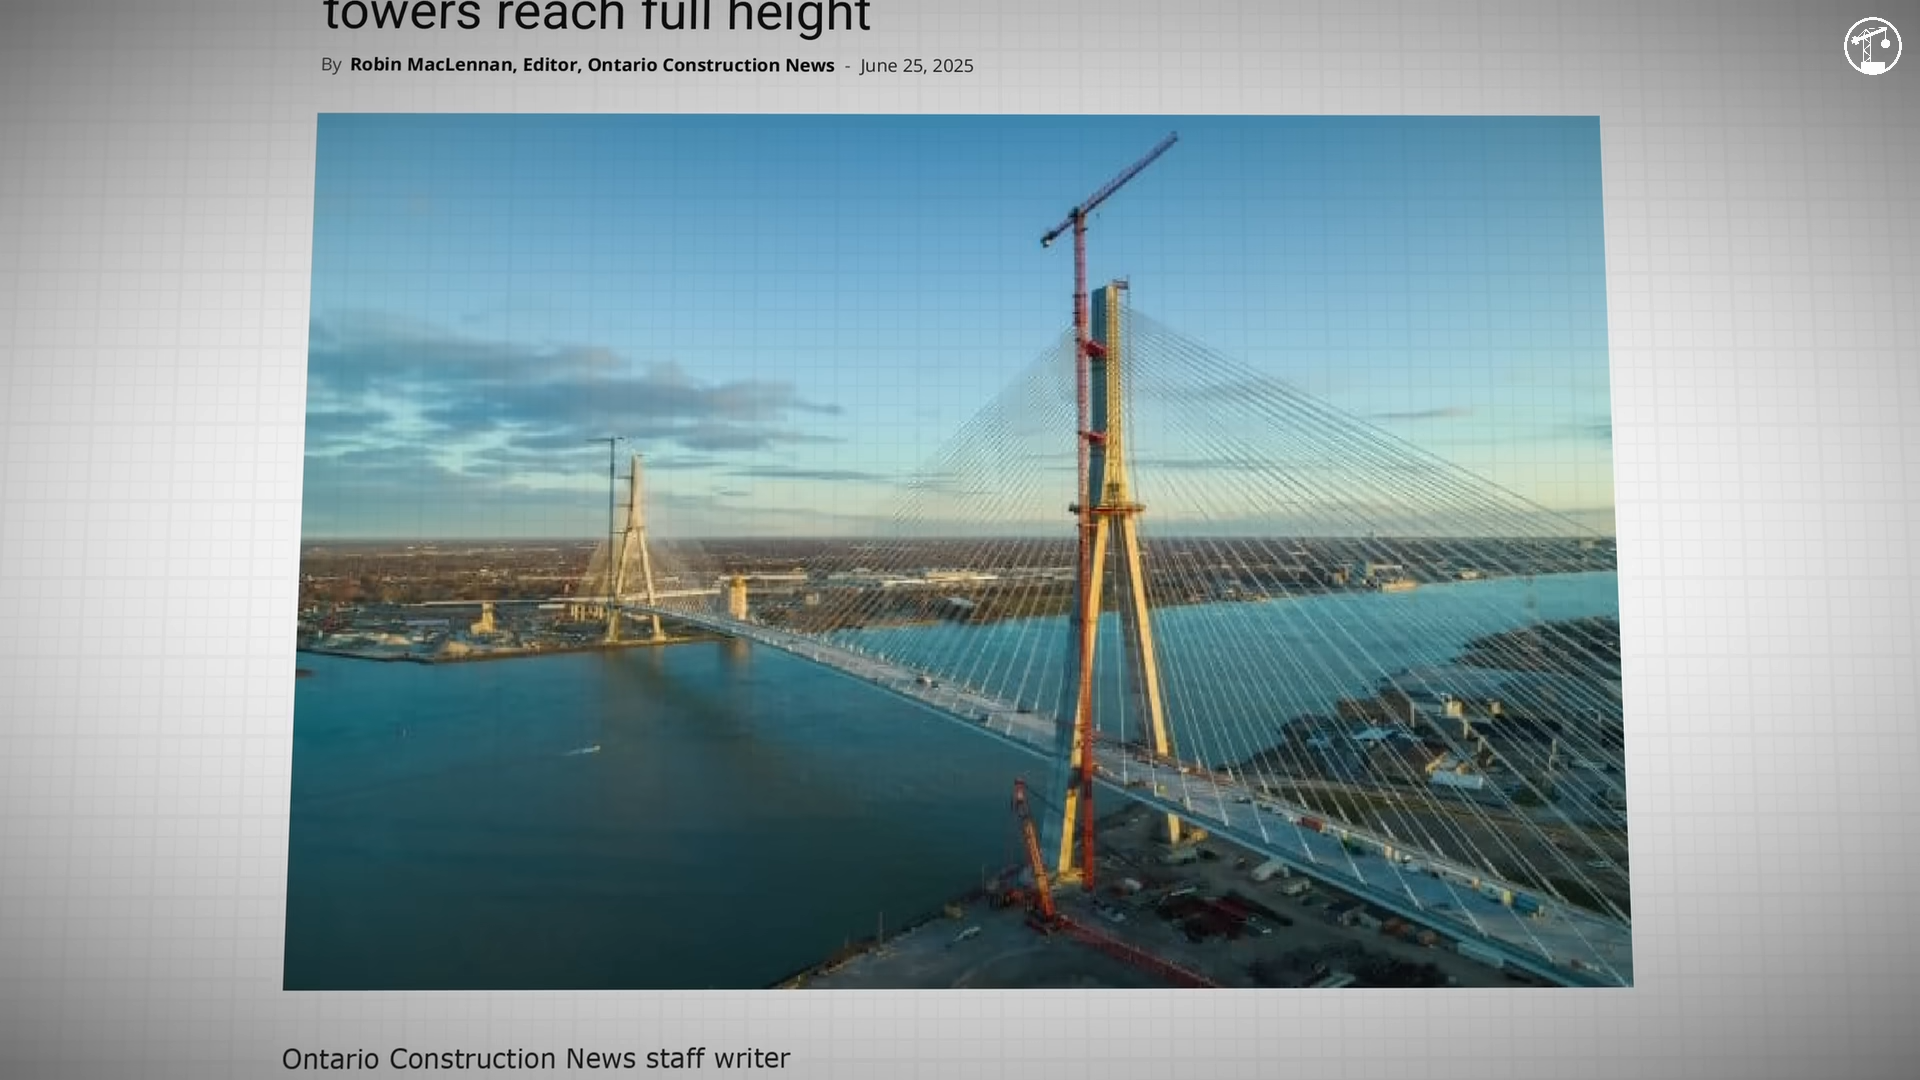 towers reach full height
By Robin MacLennan, Editor, Ontario Construction News - June 25, 2025
Ontario Construction News staff writer